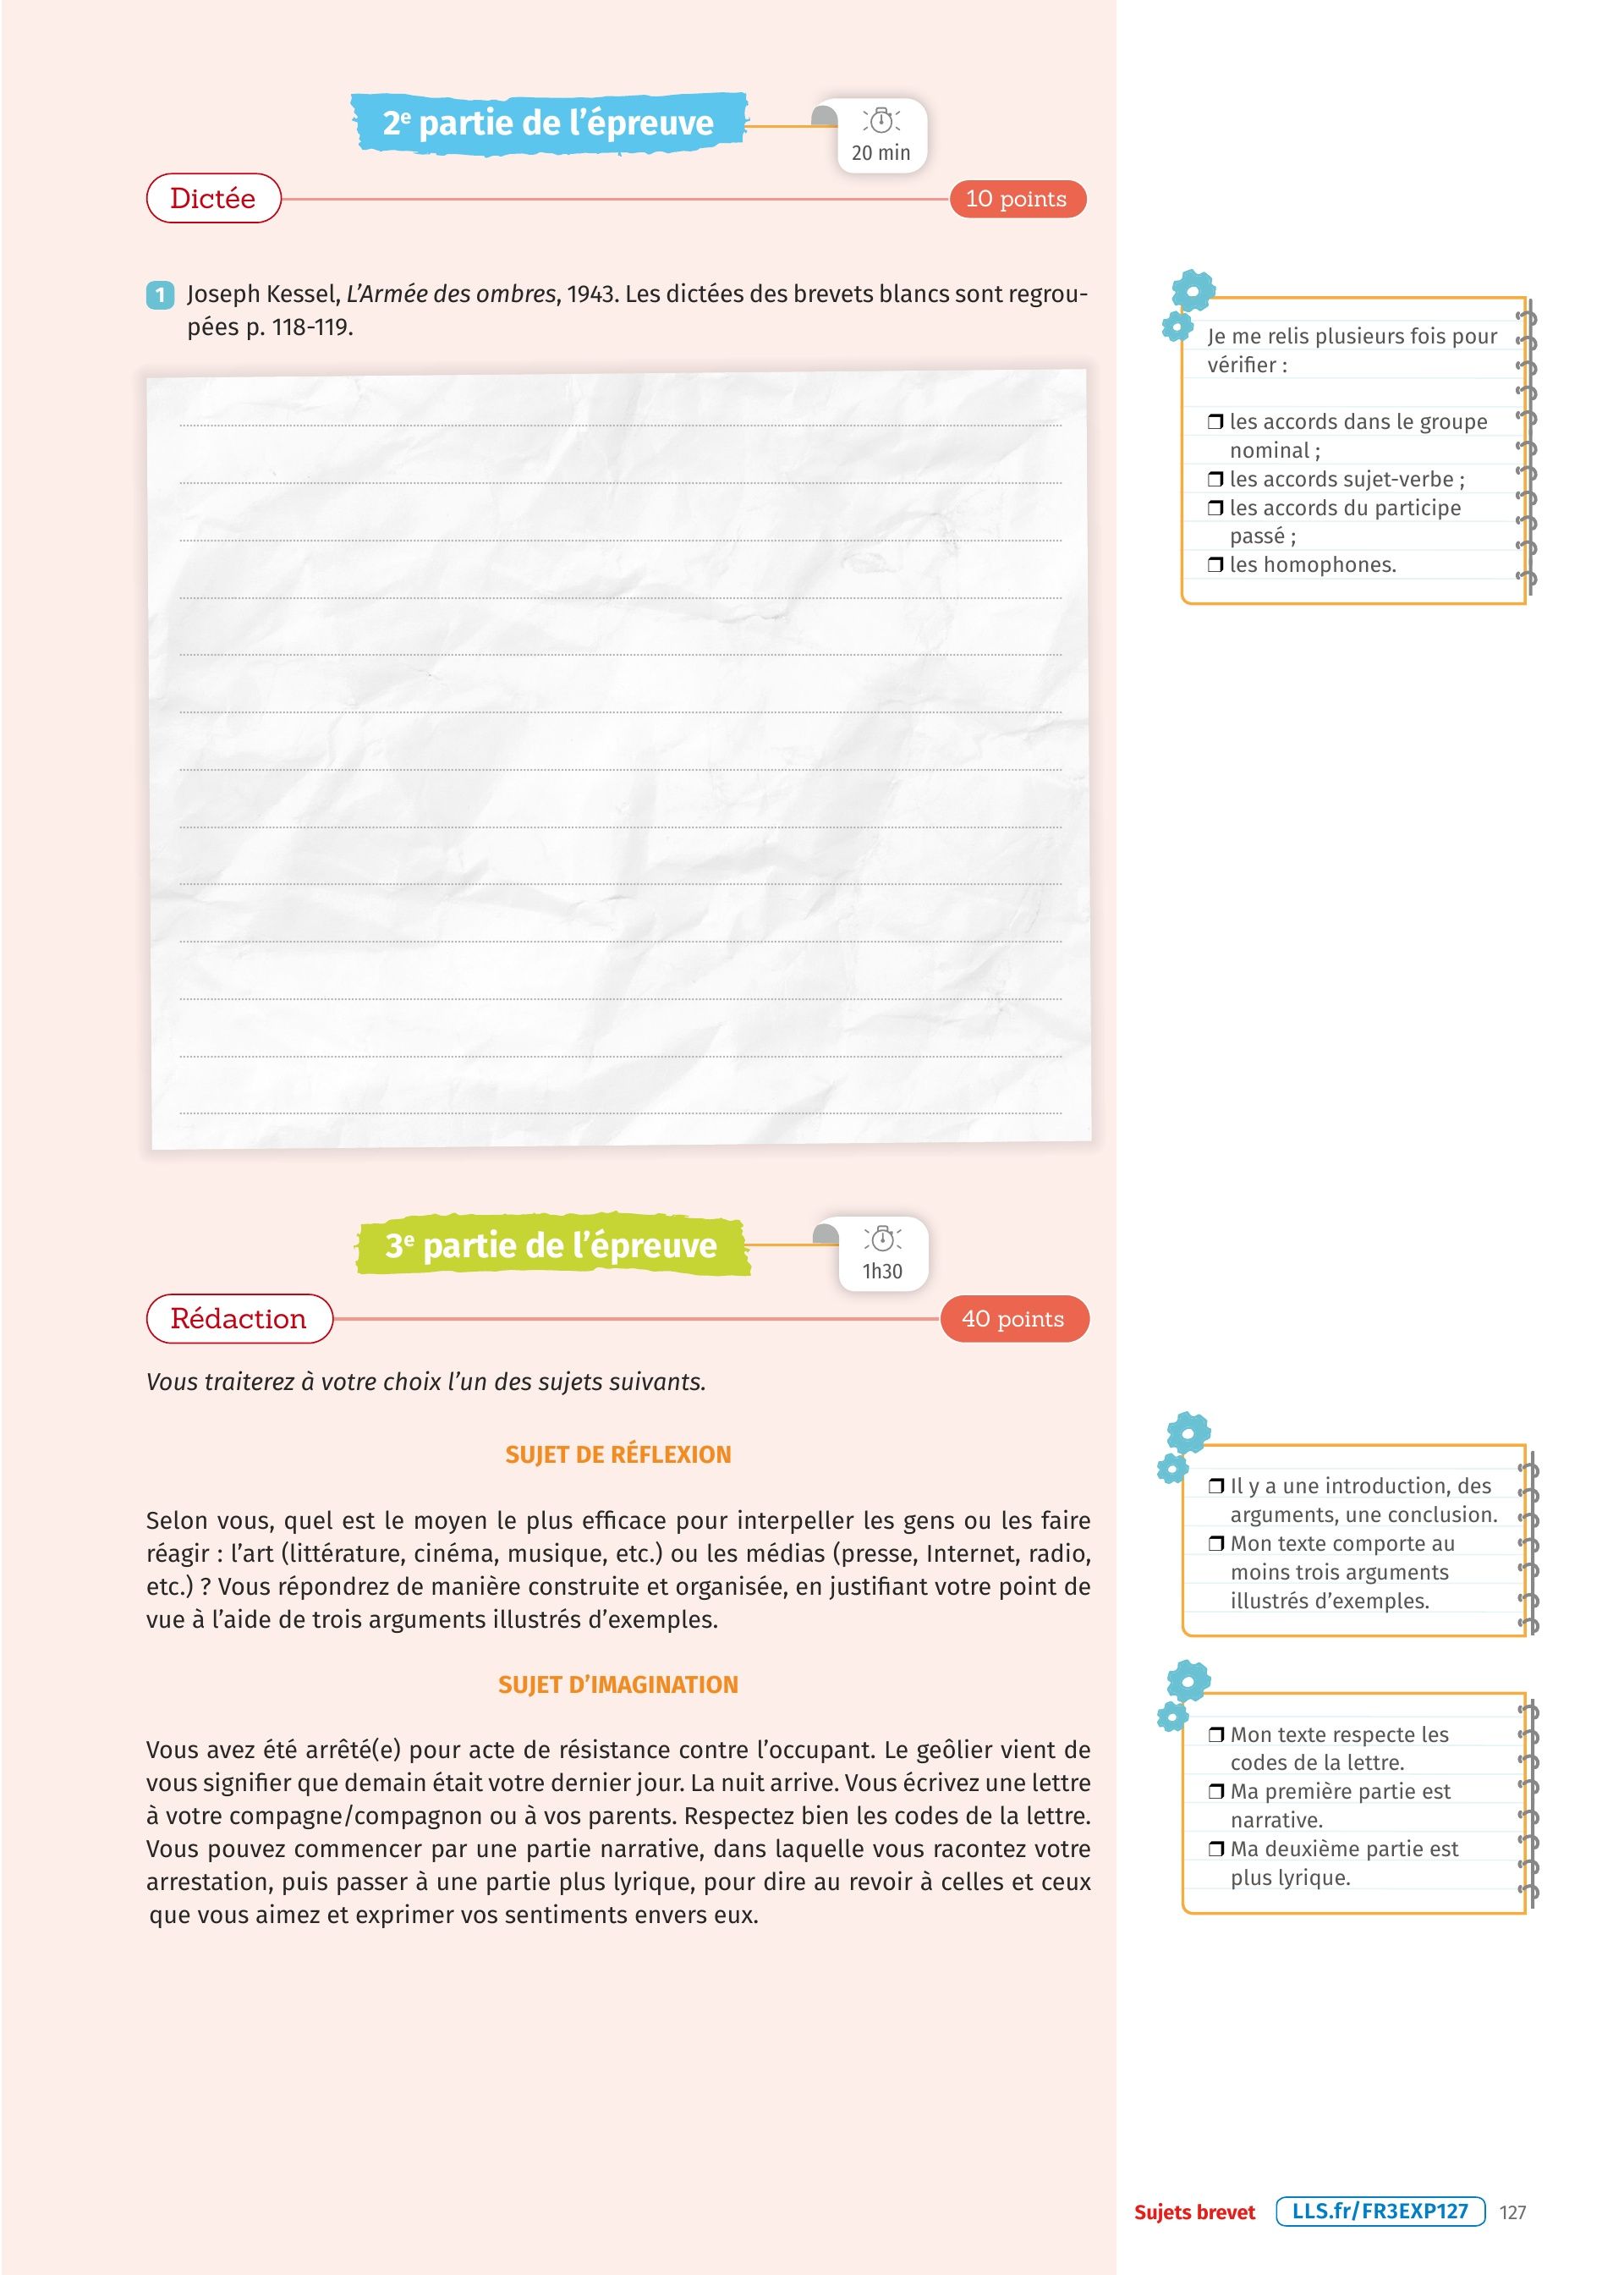 2e partie de l'épreuve
20 min
Dictée
10 points
1 Joseph Kessel, L'Armée des ombres, 1943. Les dictées des brevets blancs sont regrou-
pées p. 118-119.
Je me relis plusieurs fois pour
vérifier :
❒ les accords dans le groupe
nominal ;
❒ les accords sujet-verbe ;
❒ les accords du participe
passé ;
❒ les homophones.
3e partie de l'épreuve
1h30
Rédaction
40 points
Vous traiterez à votre choix l'un des sujets suivants.
SUJET DE RÉFLEXION
Selon vous, quel est le moyen le plus efficace pour interpeller les gens ou les faire
réagir : l'art (littérature, cinéma, musique, etc.) ou les médias (presse, Internet, radio,
etc.) ? Vous répondrez de manière construite et organisée, en justifiant votre point de
vue à l'aide de trois arguments illustrés d'exemples.
❒ Il y a une introduction, des
arguments, une conclusion.
❒ Mon texte comporte au
moins trois arguments
illustrés d'exemples.
SUJET D'IMAGINATION
Vous avez été arrêté(e) pour acte de résistance contre l'occupant. Le geôlier vient de
vous signifier que demain était votre dernier jour. La nuit arrive. Vous écrivez une lettre
à votre compagne/compagnon ou à vos parents. Respectez bien les codes de la lettre.
Vous pouvez commencer par une partie narrative, dans laquelle vous racontez votre
arrestation, puis passer à une partie plus lyrique, pour dire au revoir à celles et ceux
que vous aimez et exprimer vos sentiments envers eux.
❒ Mon texte respecte les
codes de la lettre.
❒ Ma première partie est
narrative.
❒ Ma deuxième partie est
plus lyrique.
Sujets brevet LLS.fr/FR3EXP127 127